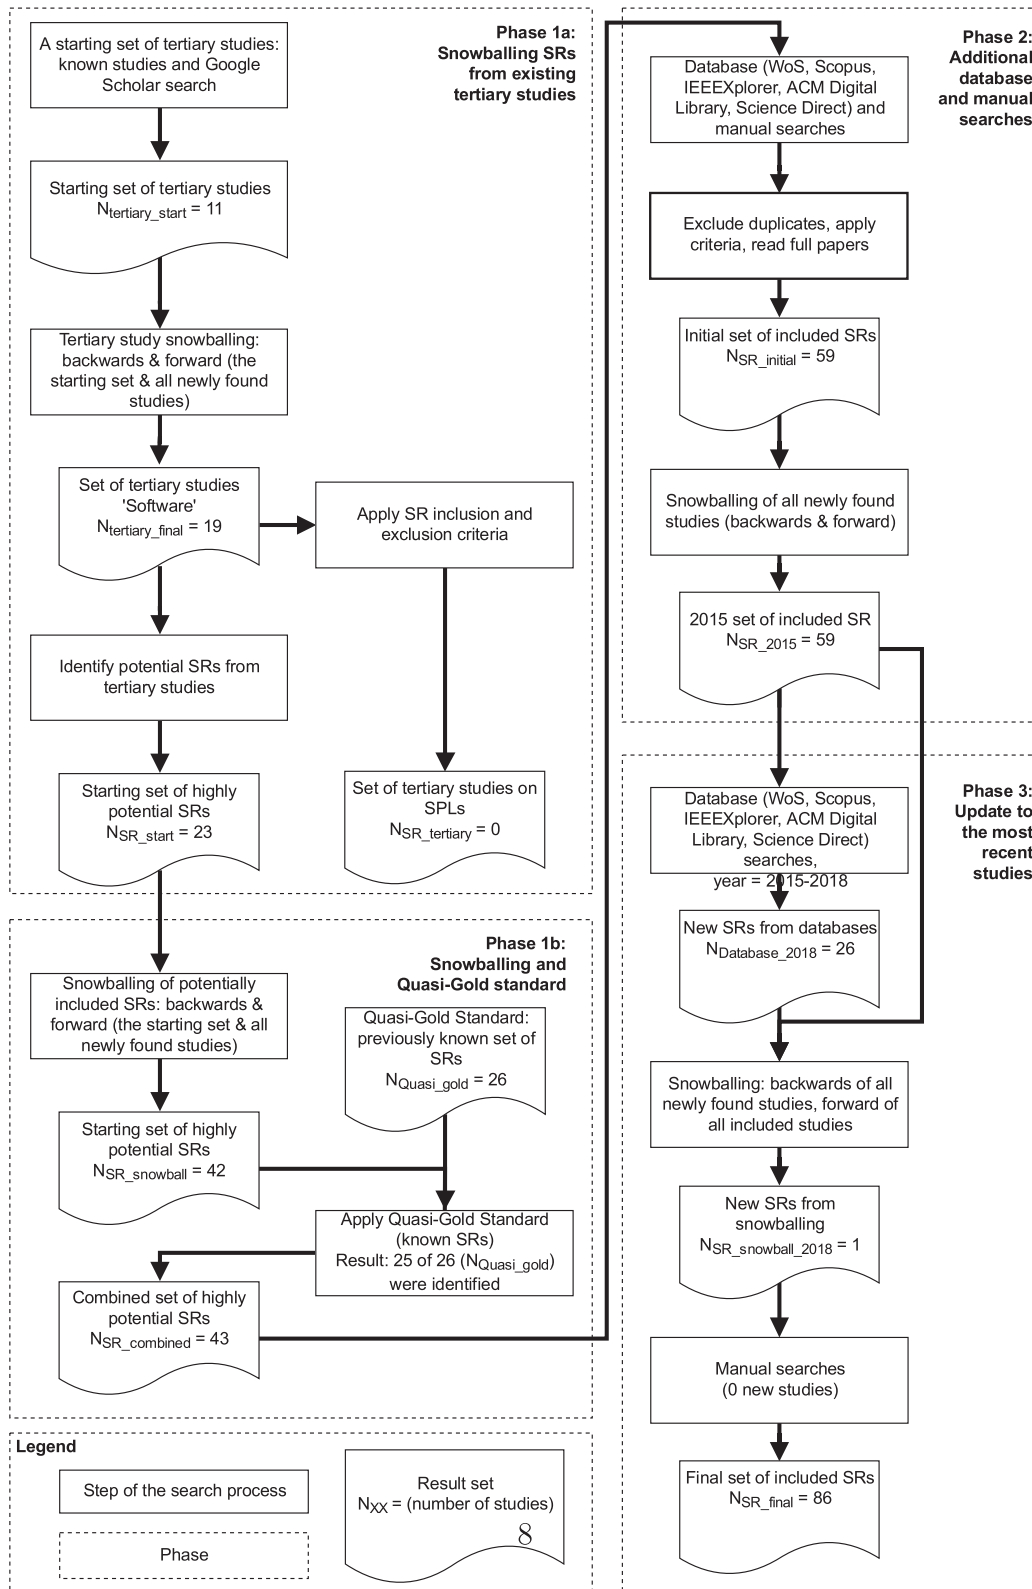 Phase 1a:
Snowballing SRs
from existing
tertiary studies
A starting set of tertiary studies:
known studies and Google
Scholar search
Starting set of tertiary studies
Ntertiary_start = 11
Tertiary study snowballing:
backwards & forward (the
starting set & all newly found
studies)
Set of tertiary studies
'Software'
Ntertiary_final = 19
Apply SR inclusion and
exclusion criteria
Identify potential SRs from
tertiary studies
Starting set of highly
potential SRs
NSR_start = 23
Set of tertiary studies on
SPLs
NSR_tertiary = 0
Phase 1b:
Snowballing and
Quasi-Gold standard
Snowballing of potentially
included SRs: backwards &
forward (the starting set & all
newly found studies)
Quasi-Gold Standard:
previously known set of
SRs
NQuasi_gold = 26
Starting set of highly
potential SRs
NSR_snowball = 42
Apply Quasi-Gold Standard
(known SRs)
Result: 25 of 26 (NQuasi_gold)
were identified
Combined set of highly
potential SRs
NSR_combined = 43
Legend
Step of the search process
Phase
Result set
NXX = (number of studies)
8
Phase 2:
Additional
database
and manual
searches
Database (WoS, Scopus,
IEEEXplorer, ACM Digital
Library, Science Direct) and
manual searches
Exclude duplicates, apply
criteria, read full papers
Initial set of included SRs
NSR_initial = 59
Snowballing of all newly found
studies (backwards & forward)
2015 set of included SR
NSR_2015 = 59
Phase 3:
Update to
the most
recent
studies
Database (WoS, Scopus,
IEEEXplorer, ACM Digital
Library, Science Direct)
searches,
year = 2015-2018
New SRs from databases
NDatabase_2018 = 26
Snowballing: backwards of all
newly found studies, forward of
all included studies
New SRs from
snowballing
NSR_snowball_2018 = 1
Manual searches
(0 new studies)
Final set of included SRs
NSR_final = 86